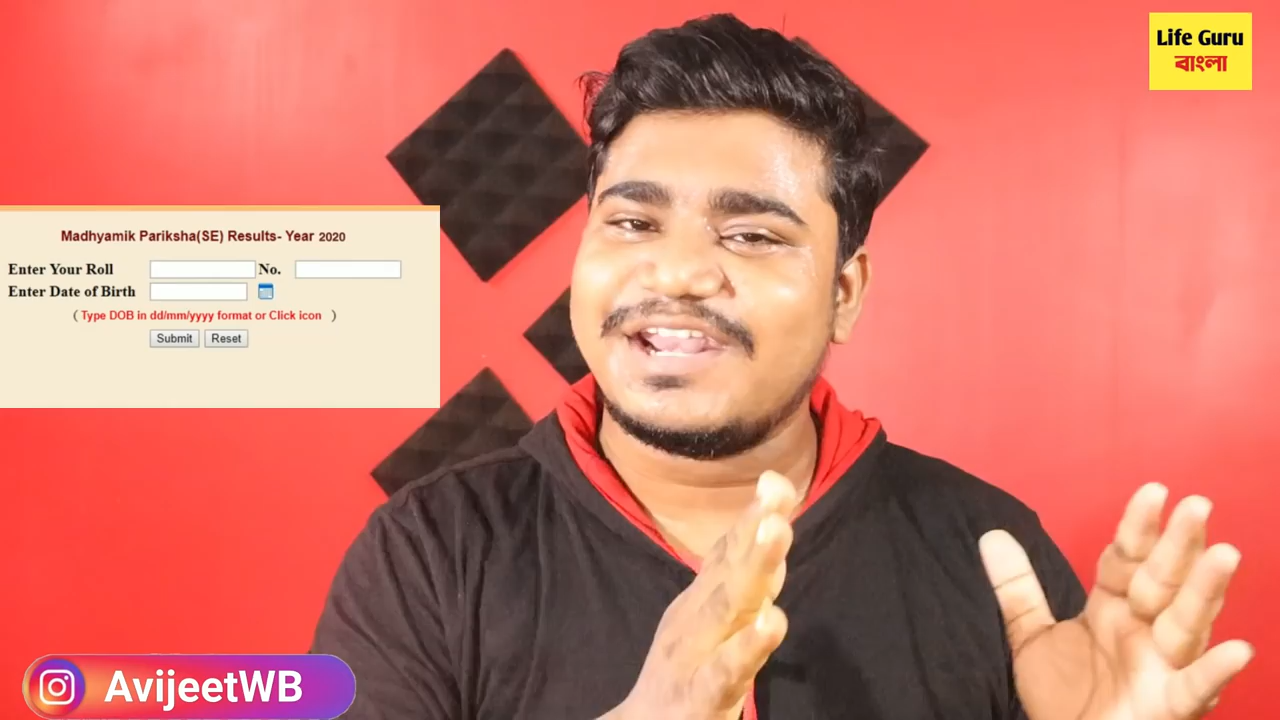 Life Guru
বাংলা
Madhyamik Pariksha(SE) Results- Year 2020
Enter Your Roll No.
Enter Date of Birth
( Type DOB in dd/mm/yyyy format or Click icon )
Submit Reset
AvijeetWB